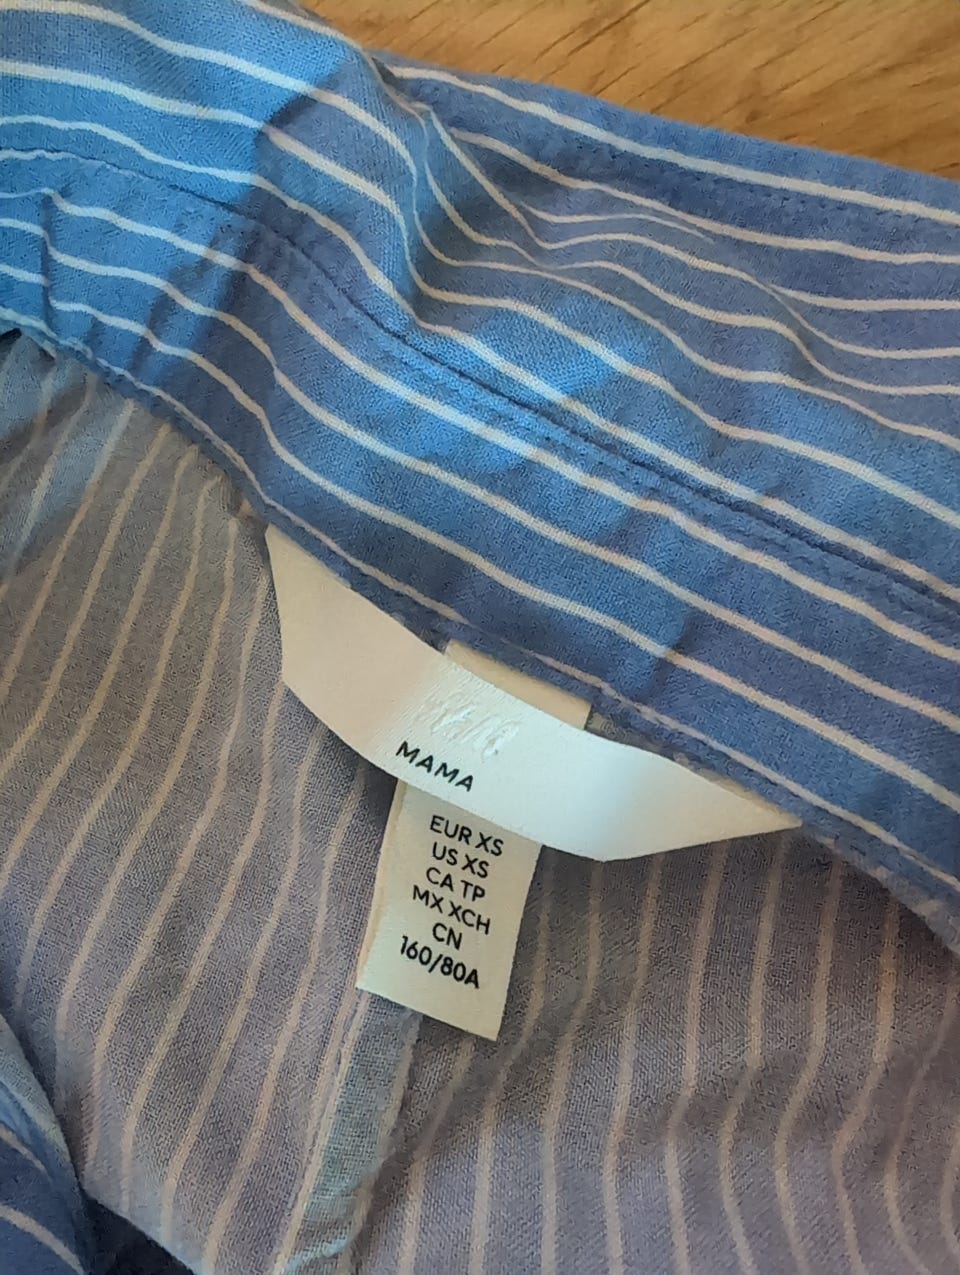 H&M
MAMA
EUR XS
US XS
CA TP
MX XCH
CN
160/80A